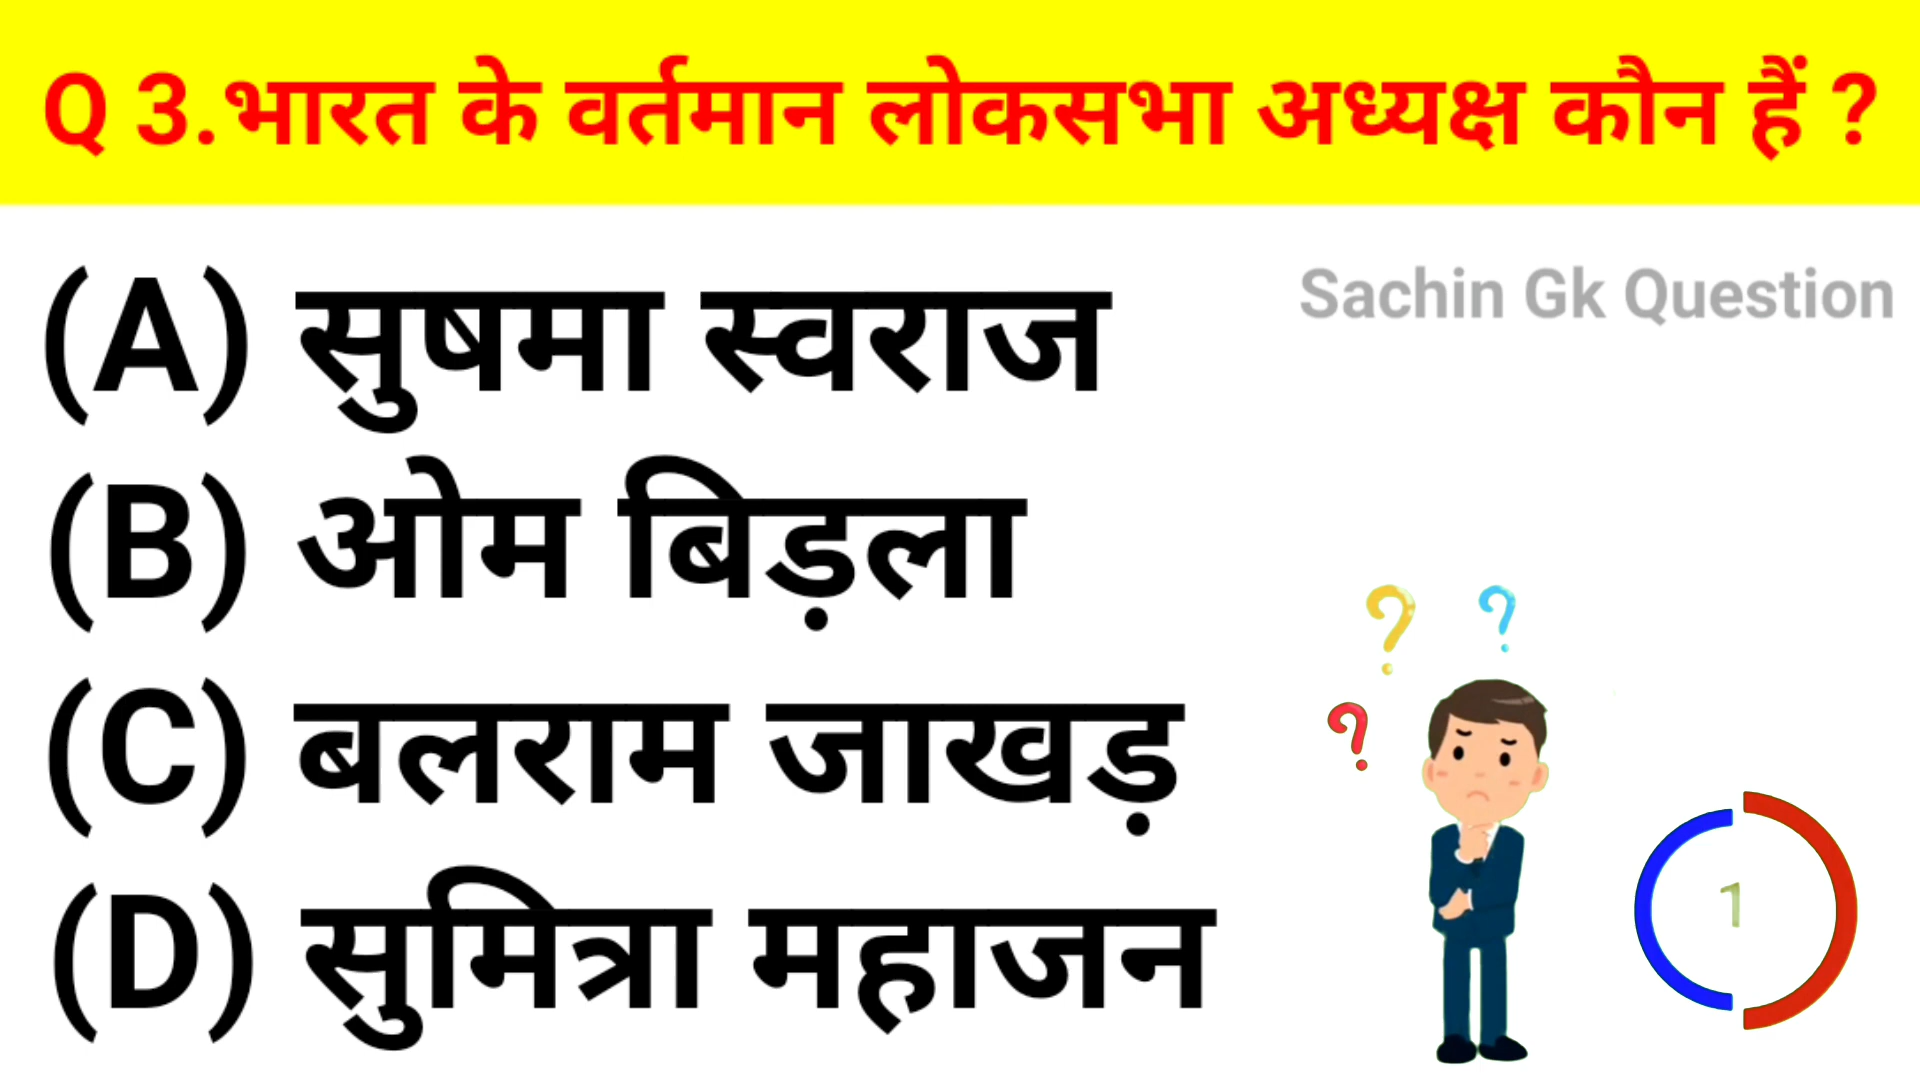 Q 3.भारत के वर्तमान लोकसभा अध्यक्ष कौन हैं ?
(A) सुषमा स्वराज
Sachin Gk Question
(B) ओम बिड़ला
(C) बलराम जाखड़
(D) सुमित्रा महाजन
? ?
?
1